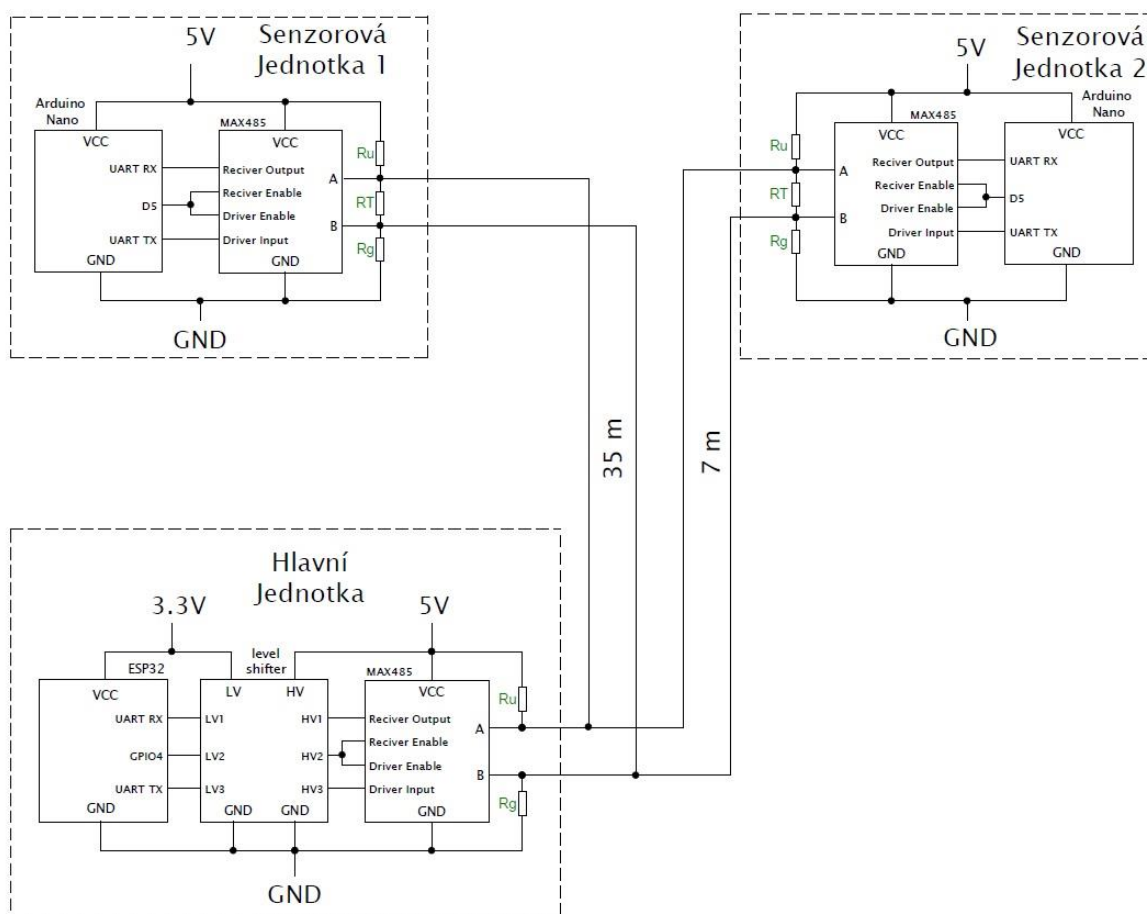 Senzorová
Jednotka 1
5V
Arduino
Nano
MAX485
VCC
VCC
UART RX
D5
UART TX
GND
Reciver Output
Reciver Enable
Driver Enable
Driver Input
GND
A
B
Ru
RT
Rg
GND
Senzorová
Jednotka 2
5V
Arduino
Nano
MAX485
VCC
VCC
Ru
RT
Rg
A
B
Reciver Output
Reciver Enable
Driver Enable
Driver Input
GND
UART RX
D5
UART TX
GND
GND
35 m
7 m
Hlavní
Jednotka
3.3V
5V
ESP32
level
shifter
MAX485
VCC
LV
HV
VCC
UART RX
GPIO4
UART TX
GND
LV1
LV2
LV3
HV1
HV2
HV3
GND
GND
Reciver Output
Reciver Enable
Driver Enable
Driver Input
GND
A
B
Ru
Rg
GND